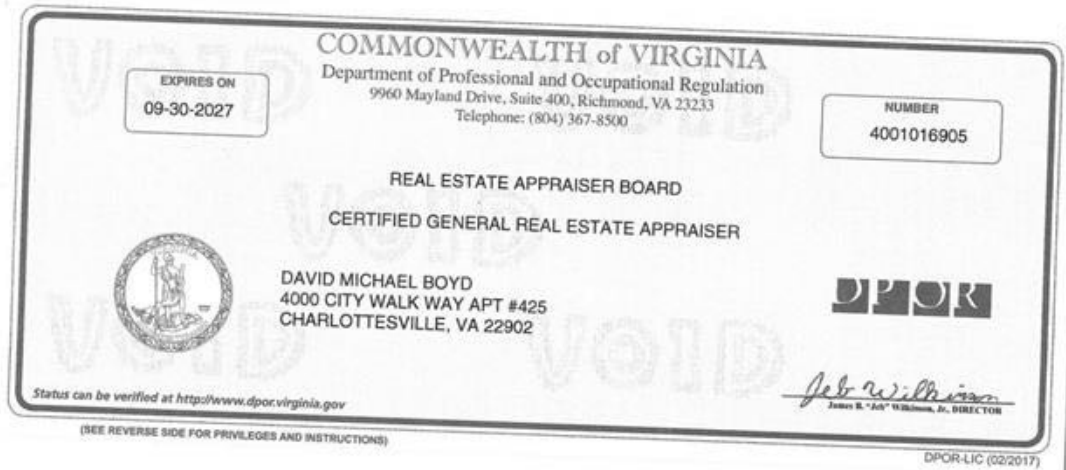 COMMONWEALTH of VIRGINIA
Department of Professional and Occupational Regulation
9960 Mayland Drive, Suite 400, Richmond, VA 23233
Telephone: (804) 367-8500
EXPIRES ON
09-30-2027
NUMBER
4001016905
REAL ESTATE APPRAISER BOARD
CERTIFIED GENERAL REAL ESTATE APPRAISER
DAVID MICHAEL BOYD
4000 CITY WALK WAY APT #425
CHARLOTTESVILLE, VA 22902
DPOR
Jeb Wilkinson
James B. "Jeb" Wilkinson, Jr., DIRECTOR
Status can be verified at http://www.dpor.virginia.gov
(SEE REVERSE SIDE FOR PRIVILEGES AND INSTRUCTIONS)
DPOR-LIC (02/2017)
VOID
VOID
VOID
VOID
VOID